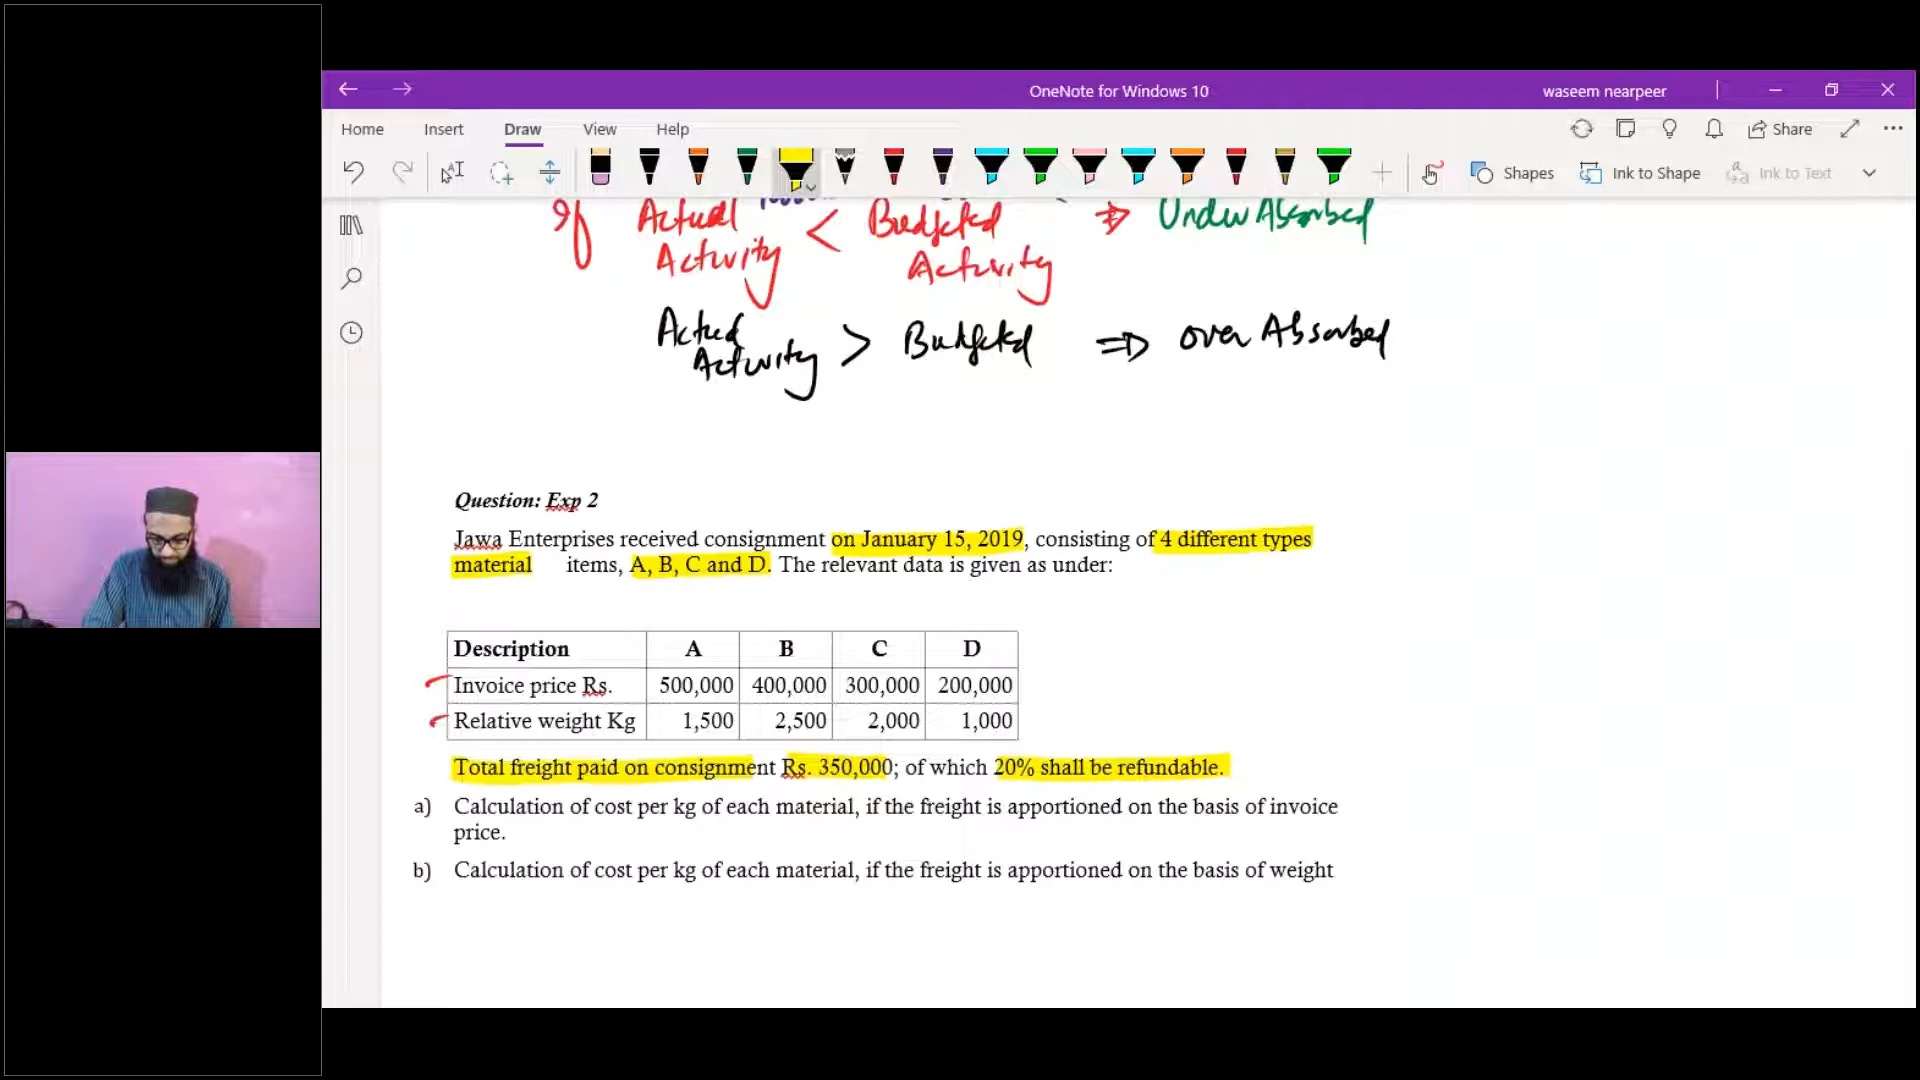 OneNote for Windows 10
waseem nearpeer
Home Insert Draw View Help
Share
Shapes Ink to Shape Ink to Text
If Actual Activity < Budgeted Activity ⇒ Under Absorbed
Actual Activity > Budgeted ⇒ over Absorbed
Question: Exp 2
Jawa Enterprises received consignment on January 15, 2019, consisting of 4 different types
material items, A, B, C and D. The relevant data is given as under:
Description A B C D
Invoice price Rs. 500,000 400,000 300,000 200,000
Relative weight Kg 1,500 2,500 2,000 1,000
Total freight paid on consignment Rs. 350,000; of which 20% shall be refundable.
a) Calculation of cost per kg of each material, if the freight is apportioned on the basis of invoice
price.
b) Calculation of cost per kg of each material, if the freight is apportioned on the basis of weight